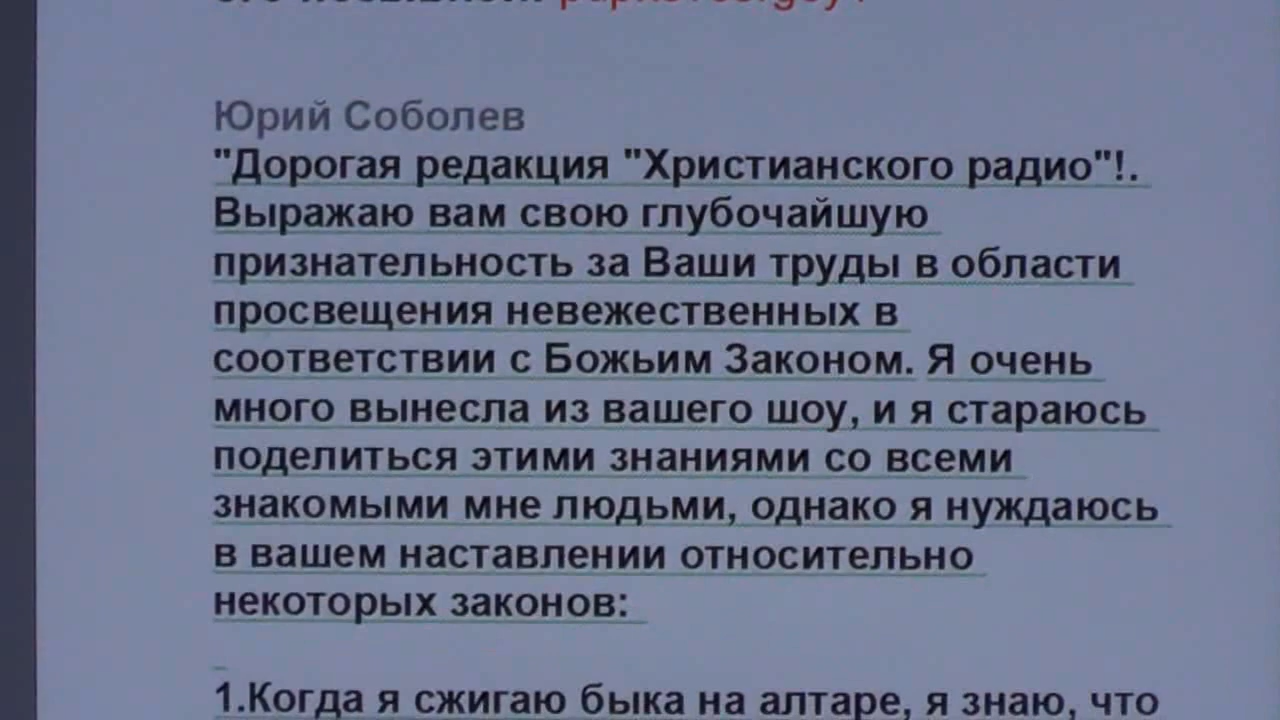 Юрий Соболев
"Дорогая редакция "Христианского радио"!.
Выражаю вам свою глубочайшую
признательность за Ваши труды в области
просвещения невежественных в
соответствии с Божьим Законом. Я очень
много вынесла из вашего шоу, и я стараюсь
поделиться этими знаниями со всеми
знакомыми мне людьми, однако я нуждаюсь
в вашем наставлении относительно
некоторых законов:
1.Когда я сжигаю быка на алтаре, я знаю, что